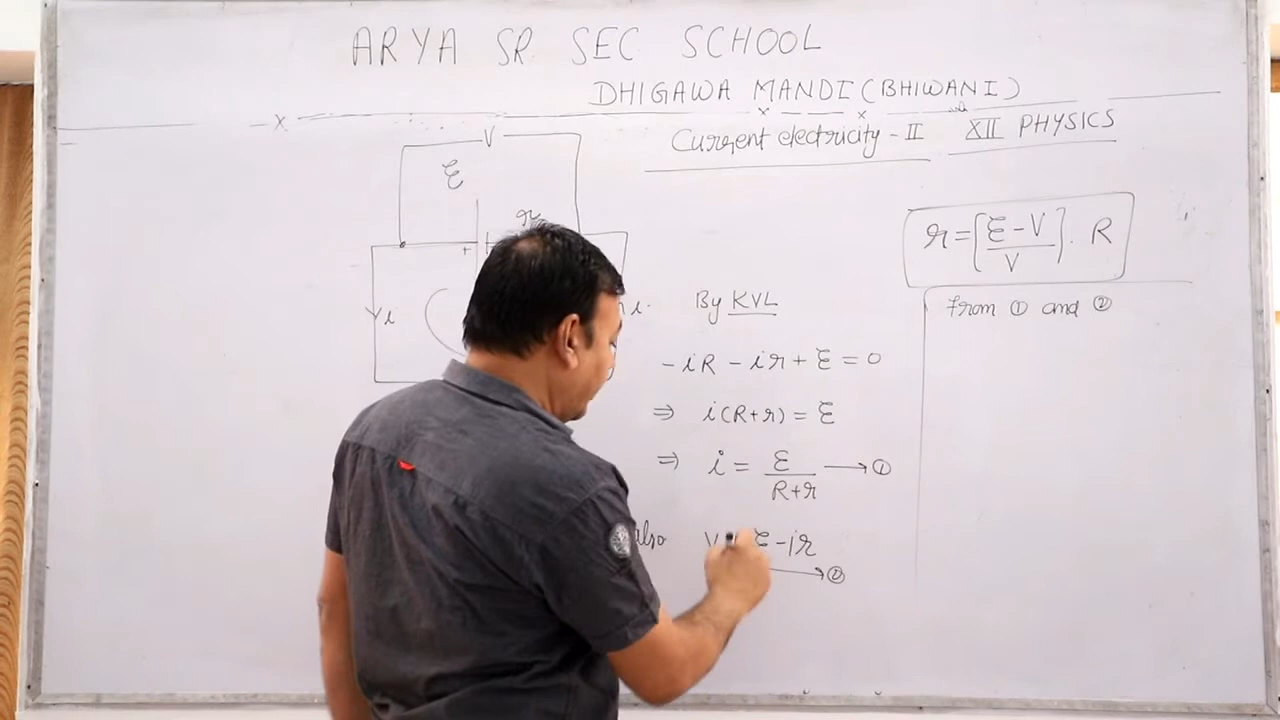 ARYA SR. SEC SCHOOL
DHIGAWA MANDI (BHIWANI)
Current electricity - II XII PHYSICS
V
ℰ
r
+
i
i
r = [ℰ - V / V] . R
By KVL
from ① and ②
-iR - ir + ℰ = 0
⇒ i(R+r) = ℰ
⇒ i = ℰ / R+r → ①
also V = ℰ - ir
→ ②